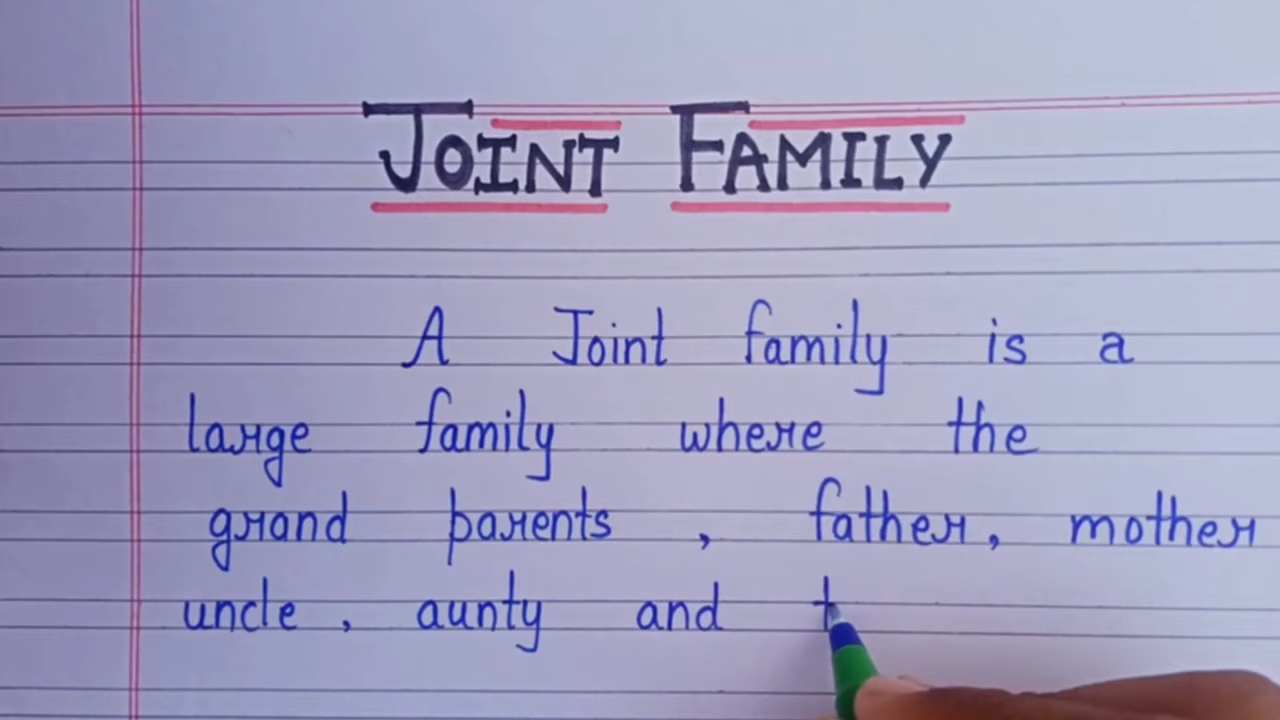 JOINT FAMILY
A Joint family is a
large family where the
grand parents , father, mother
uncle, aunty and t